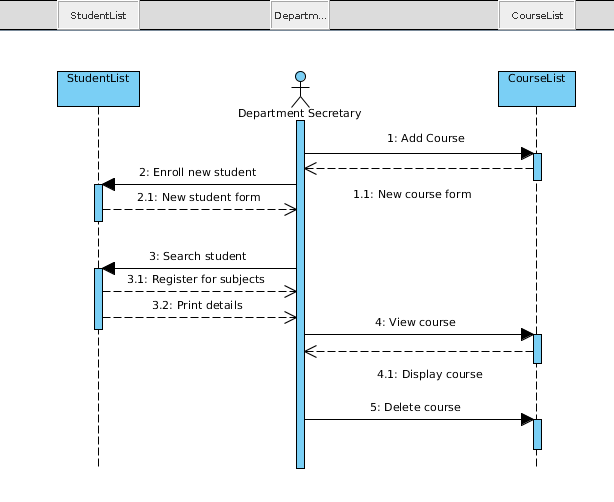 StudentList
Departm...
CourseList
StudentList
CourseList
Department Secretary
1: Add Course
2: Enroll new student
2.1: New student form
1.1: New course form
3: Search student
3.1: Register for subjects
3.2: Print details
4: View course
4.1: Display course
5: Delete course